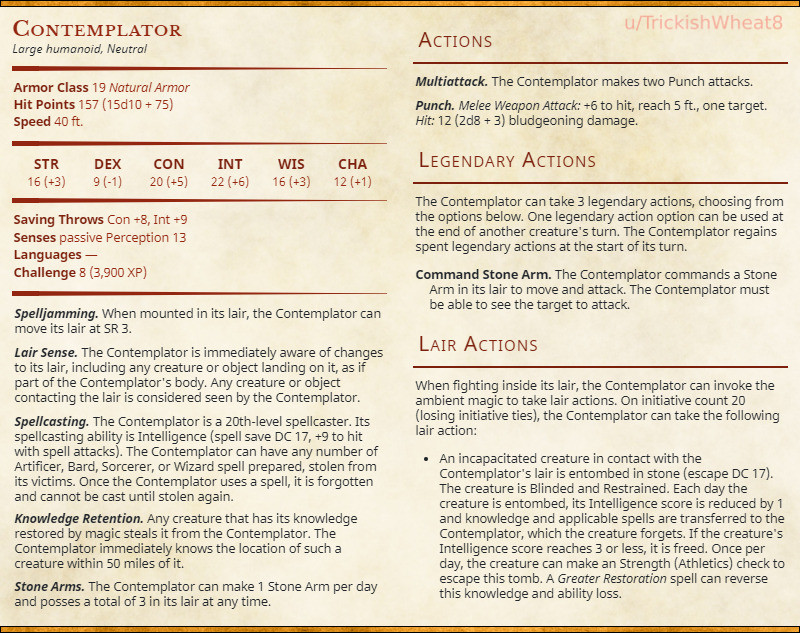 Contemplator
Large humanoid, Neutral
Armor Class 19 Natural Armor
Hit Points 157 (15d10 + 75)
Speed 40 ft.
STR DEX CON INT WIS CHA
16 (+3) 9 (-1) 20 (+5) 22 (+6) 16 (+3) 12 (+1)
Saving Throws Con +8, Int +9
Senses passive Perception 13
Languages —
Challenge 8 (3,900 XP)
Spelljamming. When mounted in its lair, the Contemplator can
move its lair at SR 3.
Lair Sense. The Contemplator is immediately aware of changes
to its lair, including any creature or object landing on it, as if
part of the Contemplator's body. Any creature or object
contacting the lair is considered seen by the Contemplator.
Spellcasting. The Contemplator is a 20th-level spellcaster. Its
spellcasting ability is Intelligence (spell save DC 17, +9 to hit
with spell attacks). The Contemplator can have any number of
Artificer, Bard, Sorcerer, or Wizard spell prepared, stolen from
its victims. Once the Contemplator uses a spell, it is forgotten
and cannot be cast until stolen again.
Knowledge Retention. Any creature that has its knowledge
restored by magic steals it from the Contemplator. The
Contemplator immediately knows the location of such a
creature within 50 miles of it.
Stone Arms. The Contemplator can make 1 Stone Arm per day
and posses a total of 3 in its lair at any time.
u/TrickishWheat8
Actions
Multiattack. The Contemplator makes two Punch attacks.
Punch. Melee Weapon Attack: +6 to hit, reach 5 ft., one target.
Hit: 12 (2d8 + 3) bludgeoning damage.
Legendary Actions
The Contemplator can take 3 legendary actions, choosing from
the options below. One legendary action option can be used at
the end of another creature's turn. The Contemplator regains
spent legendary actions at the start of its turn.
Command Stone Arm. The Contemplator commands a Stone
Arm in its lair to move and attack. The Contemplator must
be able to see the target to attack.
Lair Actions
When fighting inside its lair, the Contemplator can invoke the
ambient magic to take lair actions. On initiative count 20
(losing initiative ties), the Contemplator can take the following
lair action:
• An incapacitated creature in contact with the
Contemplator's lair is entombed in stone (escape DC 17).
The creature is Blinded and Restrained. Each day the
creature is entombed, its Intelligence score is reduced by 1
and knowledge and applicable spells are transferred to the
Contemplator, which the creature forgets. If the creature's
Intelligence score reaches 3 or less, it is freed. Once per
day, the creature can make an Strength (Athletics) check to
escape this tomb. A Greater Restoration spell can reverse
this knowledge and ability loss.